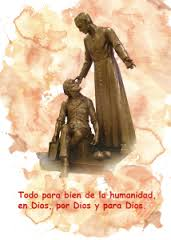 Todo para bien de la humanidad,
en Dios, por Dios y para Dios.